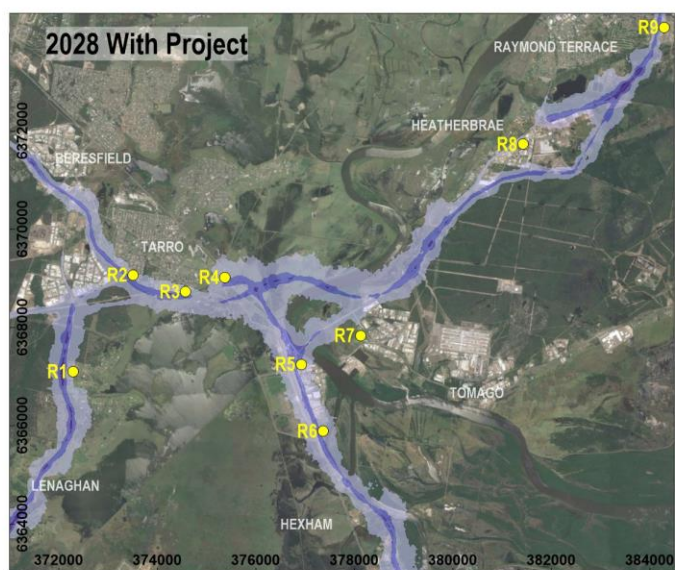 2028 With Project
R9
RAYMOND TERRACE
HEATHERBRAE
R8
BERESFIELD
TARRO
R2
R3
R4
R7
R5
R1
TOMAGO
R6
LENAGHAN
HEXHAM
6372000
6370000
6368000
6366000
6364000
372000 374000 376000 378000 380000 382000 384000